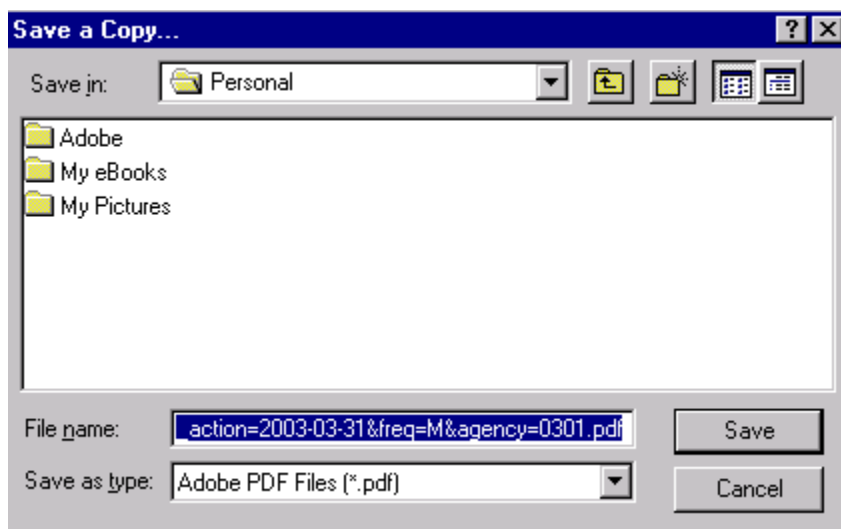 Save a Copy...
Save in: Personal
Adobe
My eBooks
My Pictures
File name: _action=2003-03-31&freq=M&agency=0301.pdf Save
Save as type: Adobe PDF Files (*.pdf) Cancel